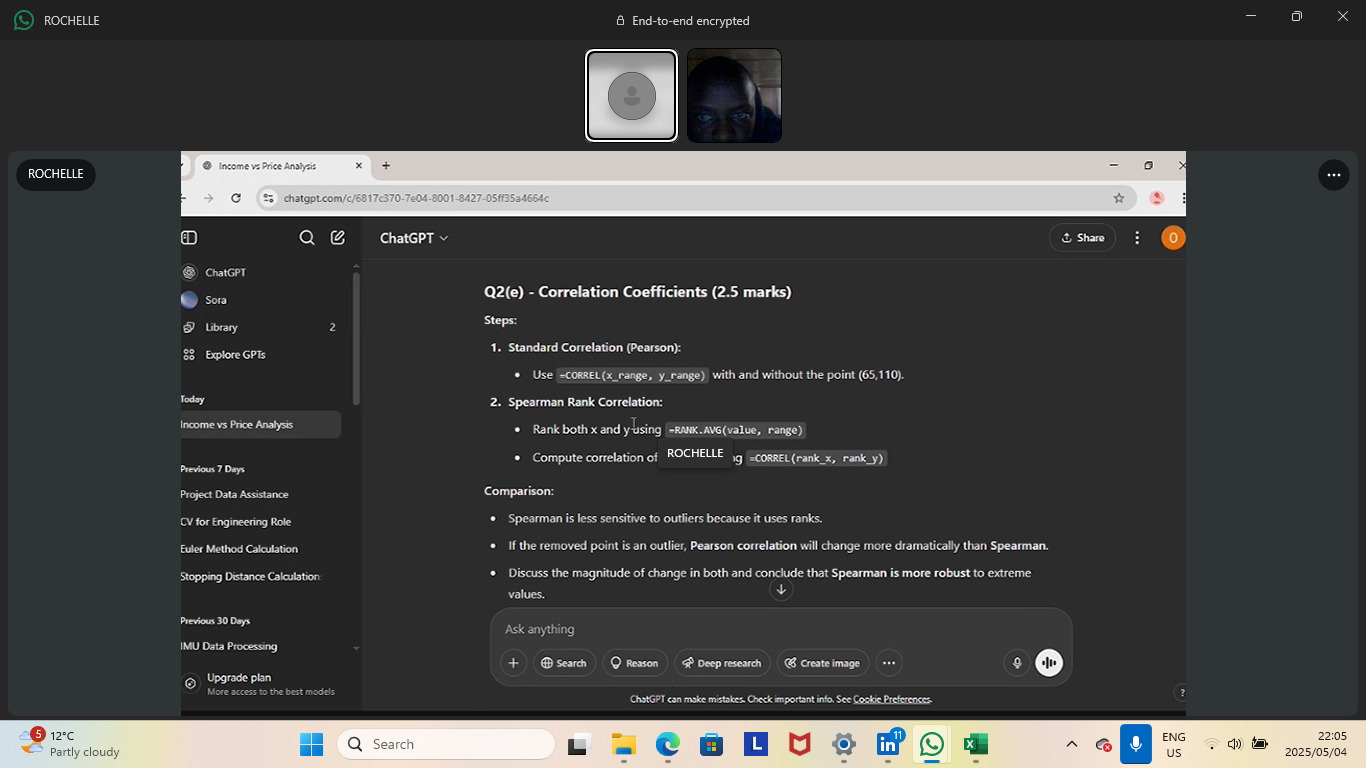 ROCHELLE
End-to-end encrypted
ROCHELLE
Income vs Price Analysis
chatgpt.com/c/6817c370-7e04-8001-8427-05ff35a4664c
ChatGPT
Share
O
ChatGPT
Sora
Library 2
Explore GPTs
Today
Income vs Price Analysis
Previous 7 Days
Project Data Assistance
CV for Engineering Role
Euler Method Calculation
Stopping Distance Calculation
Previous 30 Days
IMU Data Processing
Upgrade plan
More access to the best models
Q2(e) - Correlation Coefficients (2.5 marks)
Steps:
1. Standard Correlation (Pearson):
• Use =CORREL(x_range, y_range) with and without the point (65,110).
2. Spearman Rank Correlation:
• Rank both x and y using =RANK.AVG(value, range)
• Compute correlation of ng =CORREL(rank_x, rank_y)
ROCHELLE
Comparison:
• Spearman is less sensitive to outliers because it uses ranks.
• If the removed point is an outlier, Pearson correlation will change more dramatically than Spearman.
• Discuss the magnitude of change in both and conclude that Spearman is more robust to extreme
values.
Ask anything
Search Reason Deep research Create image
ChatGPT can make mistakes. Check important info. See Cookie Preferences.
?
5
12°C
Partly cloudy
Search
L
11
ENG
US
22:05
2025/05/04